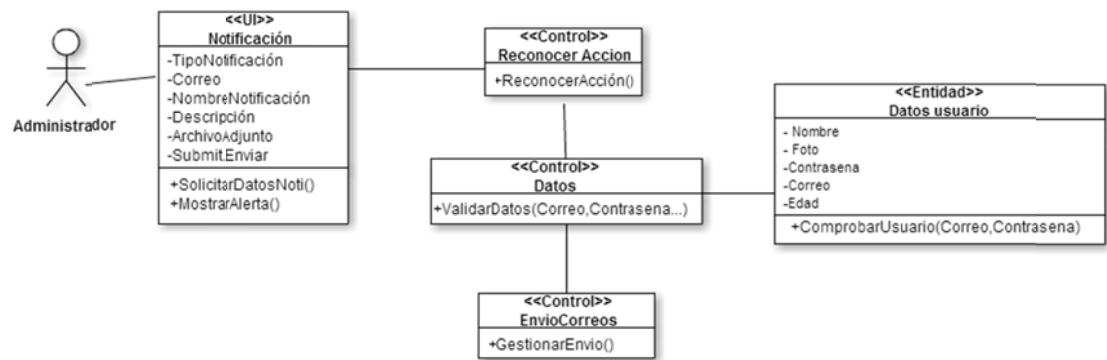 Administrador
<<UI>>
Notificación
-TipoNotificación
-Correo
-NombreNotificación
-Descripción
-ArchivoAdjunto
-Submit.Enviar
+SolicitarDatosNoti()
+MostrarAlerta()
<<Control>>
Reconocer Accion
+ReconocerAcción()
<<Control>>
Datos
+ValidarDatos(Correo,Contrasena...)
<<Entidad>>
Datos usuario
- Nombre
- Foto
-Contrasena
-Correo
-Edad
+ComprobarUsuario(Correo,Contrasena)
<<Control>>
EnvioCorreos
+GestionarEnvio()